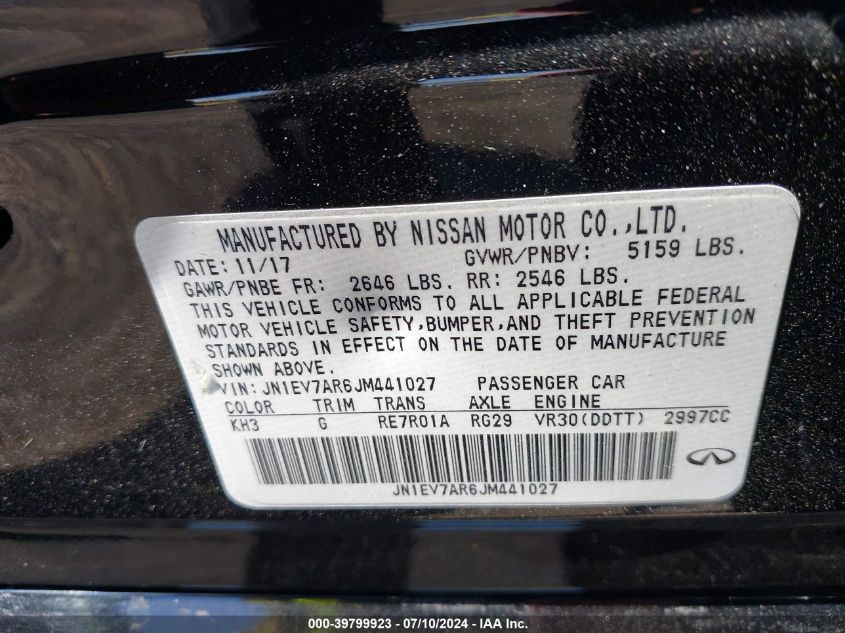 MANUFACTURED BY NISSAN MOTOR CO.,LTD.
DATE: 11/17 GVWR/PNBV: 5159 LBS.
GAWR/PNBE FR: 2646 LBS. RR: 2546 LBS.
THIS VEHICLE CONFORMS TO ALL APPLICABLE FEDERAL
MOTOR VEHICLE SAFETY,BUMPER,AND THEFT PREVENTION
STANDARDS IN EFFECT ON THE DATE OF MANUFACTURE
SHOWN ABOVE.
VIN: JN1EV7AR6JM441027 PASSENGER CAR
COLOR TRIM TRANS AXLE ENGINE
KH3 G RE7R01A RG29 VR30(DDTT) 2997CC
JN1EV7AR6JM441027
000-39799923 - 07/10/2024 - IAA Inc.